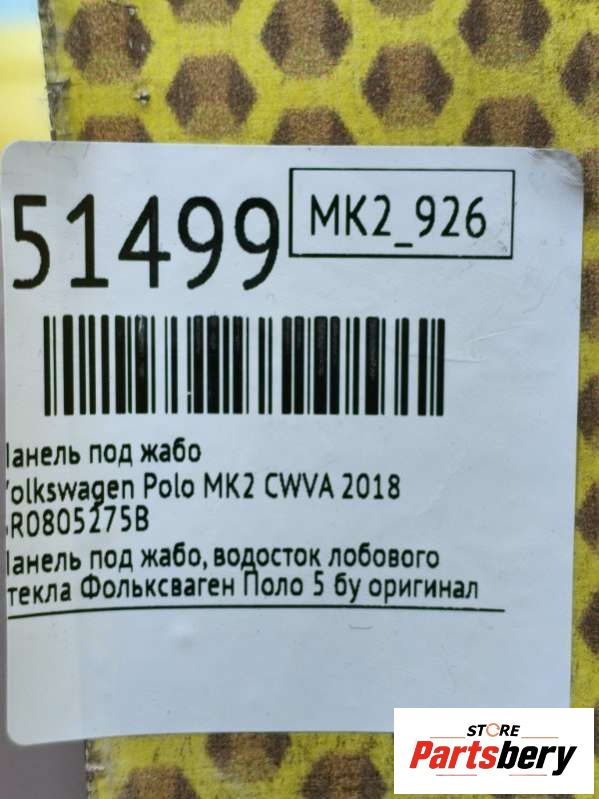 51499
MK2_926
анель под жабо
olkswagen Polo MK2 CWVA 2018
R0805275B
анель под жабо, водосток лобового
текла Фольксваген Поло 5 бу оригинал
STORE
Partsbery